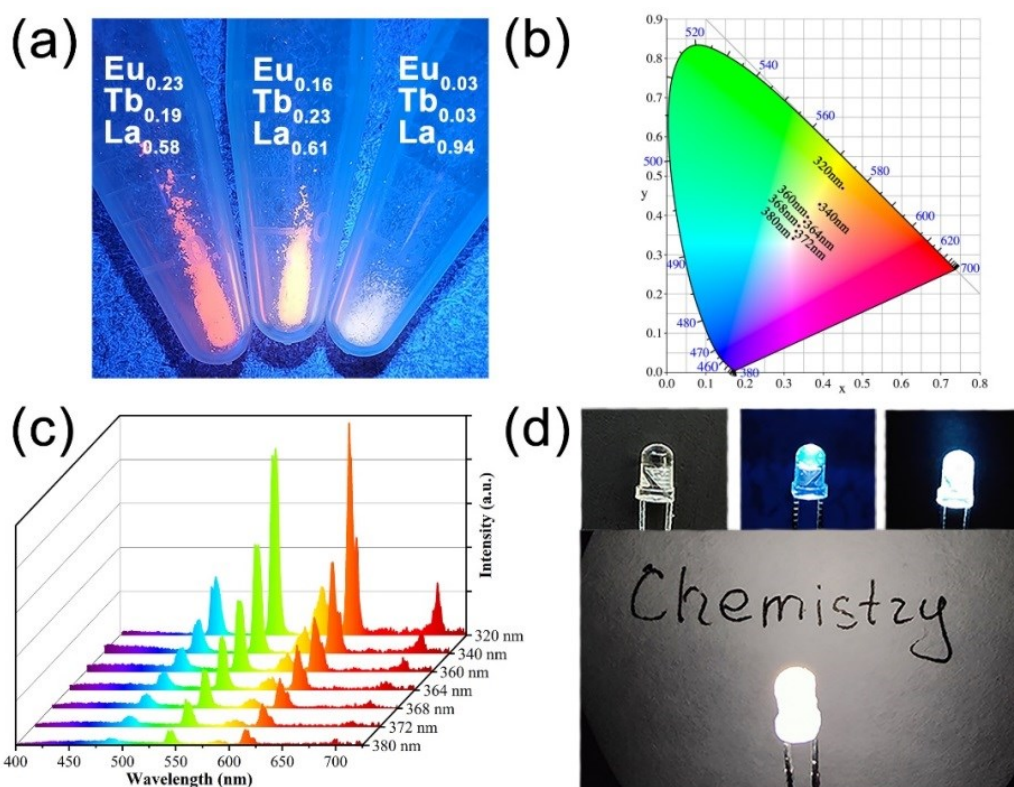 (a)
Eu0.23
Tb0.19
La0.58
Eu0.16
Tb0.23
La0.61
Eu0.03
Tb0.03
La0.94
(b)
0.9
0.8
0.7
0.6
0.5
0.4
0.3
0.2
0.1
0.0
y
0.0 0.1 0.2 0.3 0.4 0.5 0.6 0.7 0.8
x
520
540
560
580
600
620
700
500
490
480
470
460
380
320nm
340nm
360nm
364nm
368nm
372nm
380nm
(c)
Intensity (a.u.)
320 nm
340 nm
360 nm
364 nm
368 nm
372 nm
380 nm
400 450 500 550 600 650 700
Wavelength (nm)
(d)
Chemistry